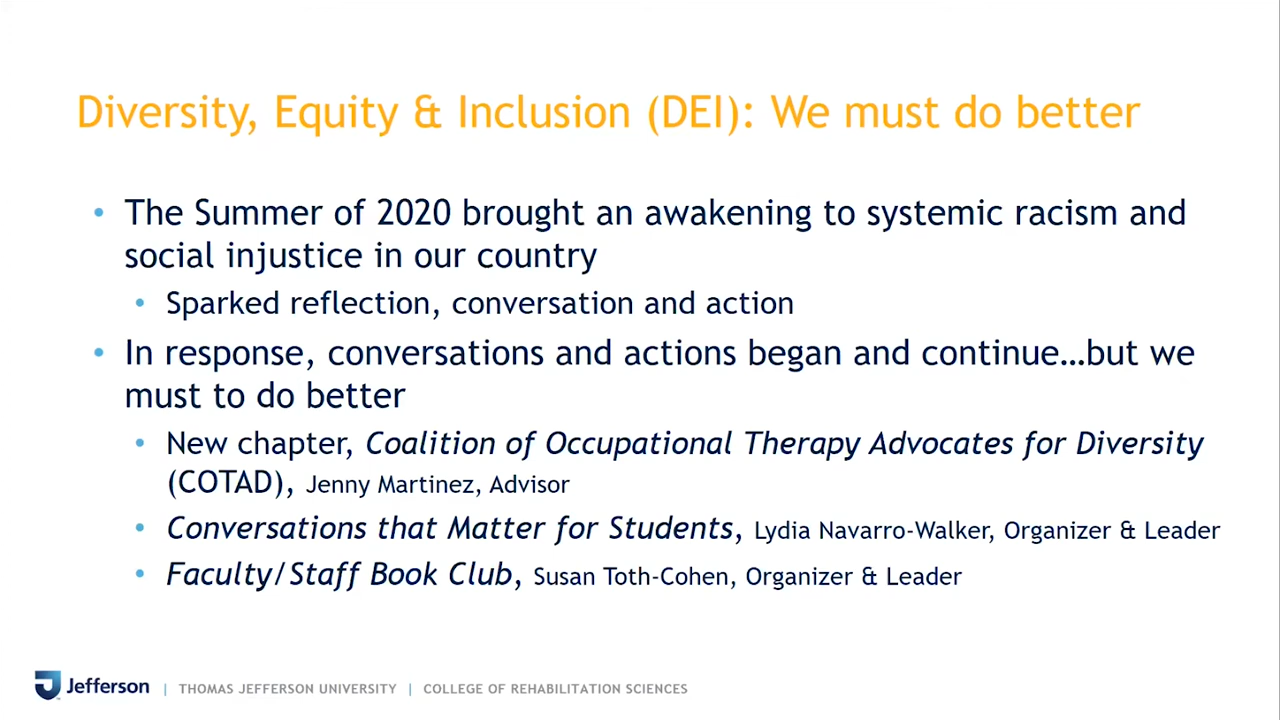 Diversity, Equity & Inclusion (DEI): We must do better
• The Summer of 2020 brought an awakening to systemic racism and
social injustice in our country
• Sparked reflection, conversation and action
• In response, conversations and actions began and continue…but we
must to do better
• New chapter, Coalition of Occupational Therapy Advocates for Diversity
(COTAD), Jenny Martinez, Advisor
• Conversations that Matter for Students, Lydia Navarro-Walker, Organizer & Leader
• Faculty/Staff Book Club, Susan Toth-Cohen, Organizer & Leader
Jefferson | THOMAS JEFFERSON UNIVERSITY | COLLEGE OF REHABILITATION SCIENCES